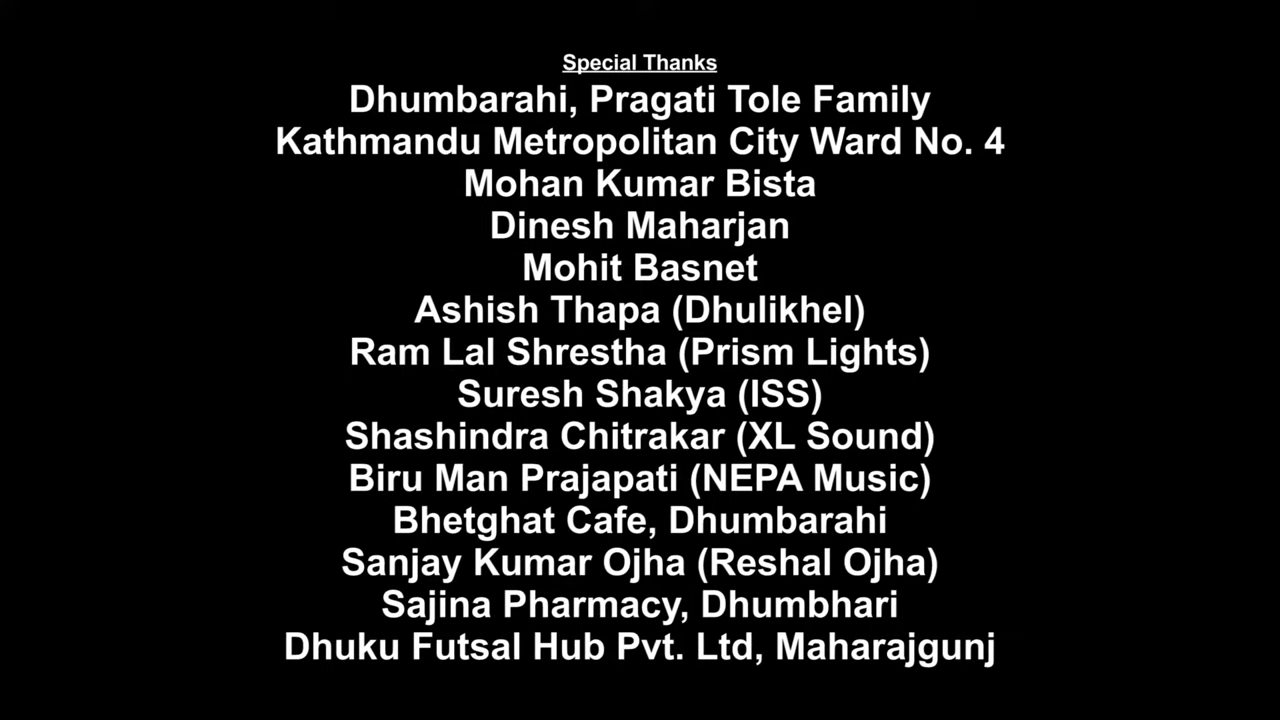 Special Thanks
Dhumbarahi, Pragati Tole Family
Kathmandu Metropolitan City Ward No. 4
Mohan Kumar Bista
Dinesh Maharjan
Mohit Basnet
Ashish Thapa (Dhulikhel)
Ram Lal Shrestha (Prism Lights)
Suresh Shakya (ISS)
Shashindra Chitrakar (XL Sound)
Biru Man Prajapati (NEPA Music)
Bhetghat Cafe, Dhumbarahi
Sanjay Kumar Ojha (Reshal Ojha)
Sajina Pharmacy, Dhumbhari
Dhuku Futsal Hub Pvt. Ltd, Maharajgunj